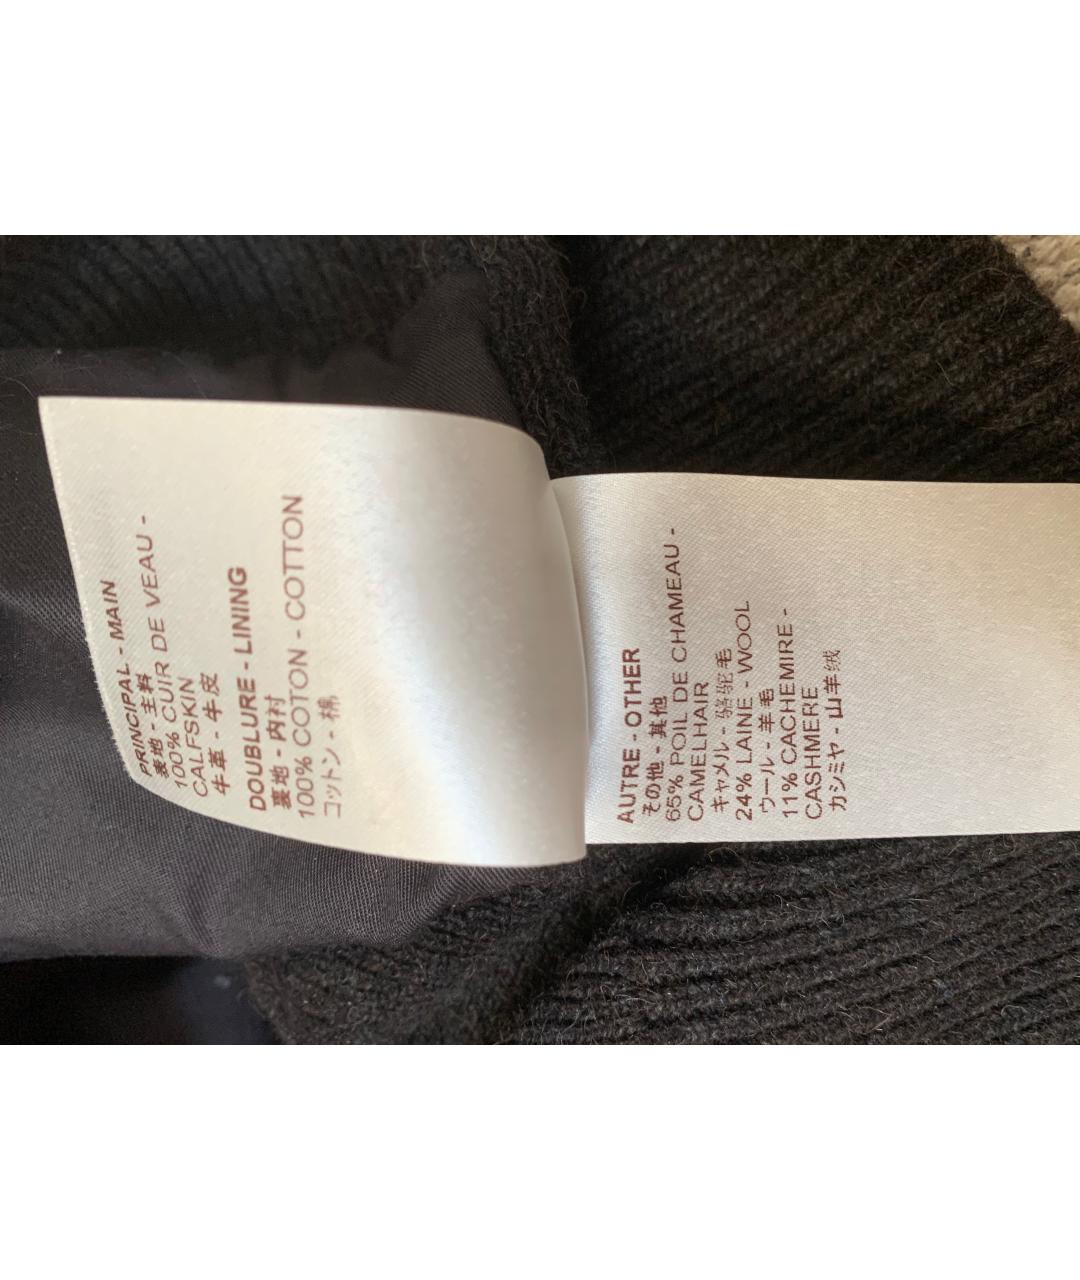 PRINCIPAL - MAIN
表地 - 主料
100% CUIR DE VEAU -
CALFSKIN
牛革 - 牛皮
DOUBLURE - LINING
裏地 - 内衬
100% COTON - COTTON
コットン - 棉
AUTRE - OTHER
その他 - 其他
65% POIL DE CHAMEAU -
CAMELHAIR
キャメル - 骆驼毛
24% LAINE - WOOL
ウール - 羊毛
11% CACHEMIRE -
CASHMERE
カシミヤ - 山羊绒